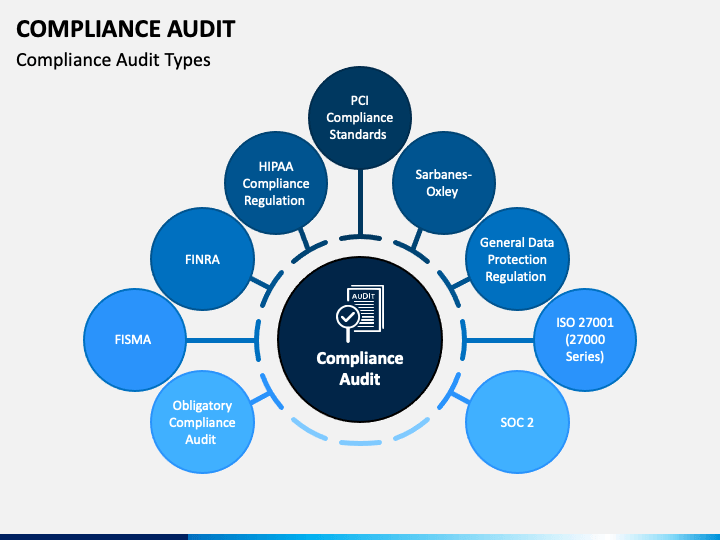 COMPLIANCE AUDIT
Compliance Audit Types
PCI
Compliance
Standards
HIPAA
Compliance
Regulation
Sarbanes-
Oxley
FINRA
General Data
Protection
Regulation
FISMA
AUDIT
Compliance
Audit
ISO 27001
(27000
Series)
Obligatory
Compliance
Audit
SOC 2